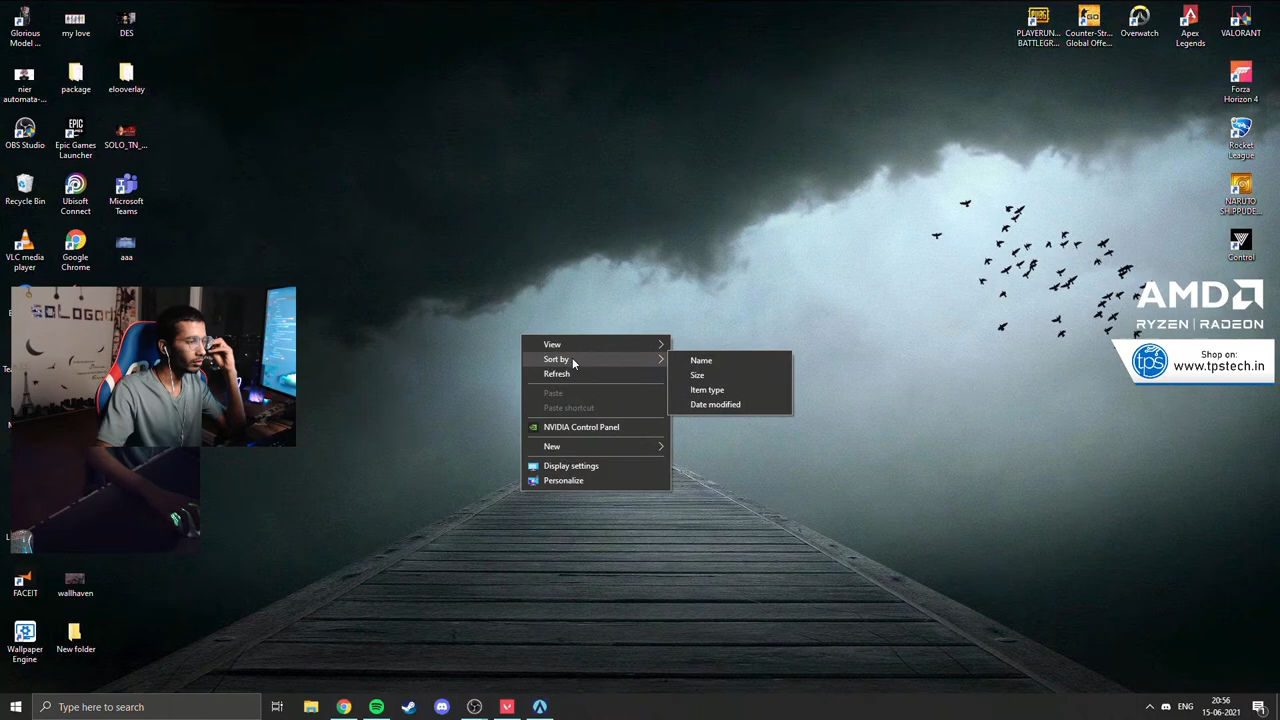 Glorious
Model ...
my love
DES
nier
automata-...
package
elooverlay
OBS Studio
Epic Games
Launcher
SOLO_TN_...
Recycle Bin
Ubisoft
Connect
Microsoft
Teams
VLC media
player
Google
Chrome
aaa
FACEIT
wallhaven
Wallpaper
Engine
New folder
PLAYERUN...
BATTLEGR...
Counter-Str...
Global Offe...
Overwatch
Apex
Legends
VALORANT
Forza
Horizon 4
Rocket
League
NARUTO
SHIPPUDE...
Control
AMD
RYZEN | RADEON
tps
Shop on:
www.tpstech.in
View
Sort by
Refresh
Paste
Paste shortcut
NVIDIA Control Panel
New
Display settings
Personalize
Name
Size
Item type
Date modified
Type here to search
ENG
20:56
15-06-2021